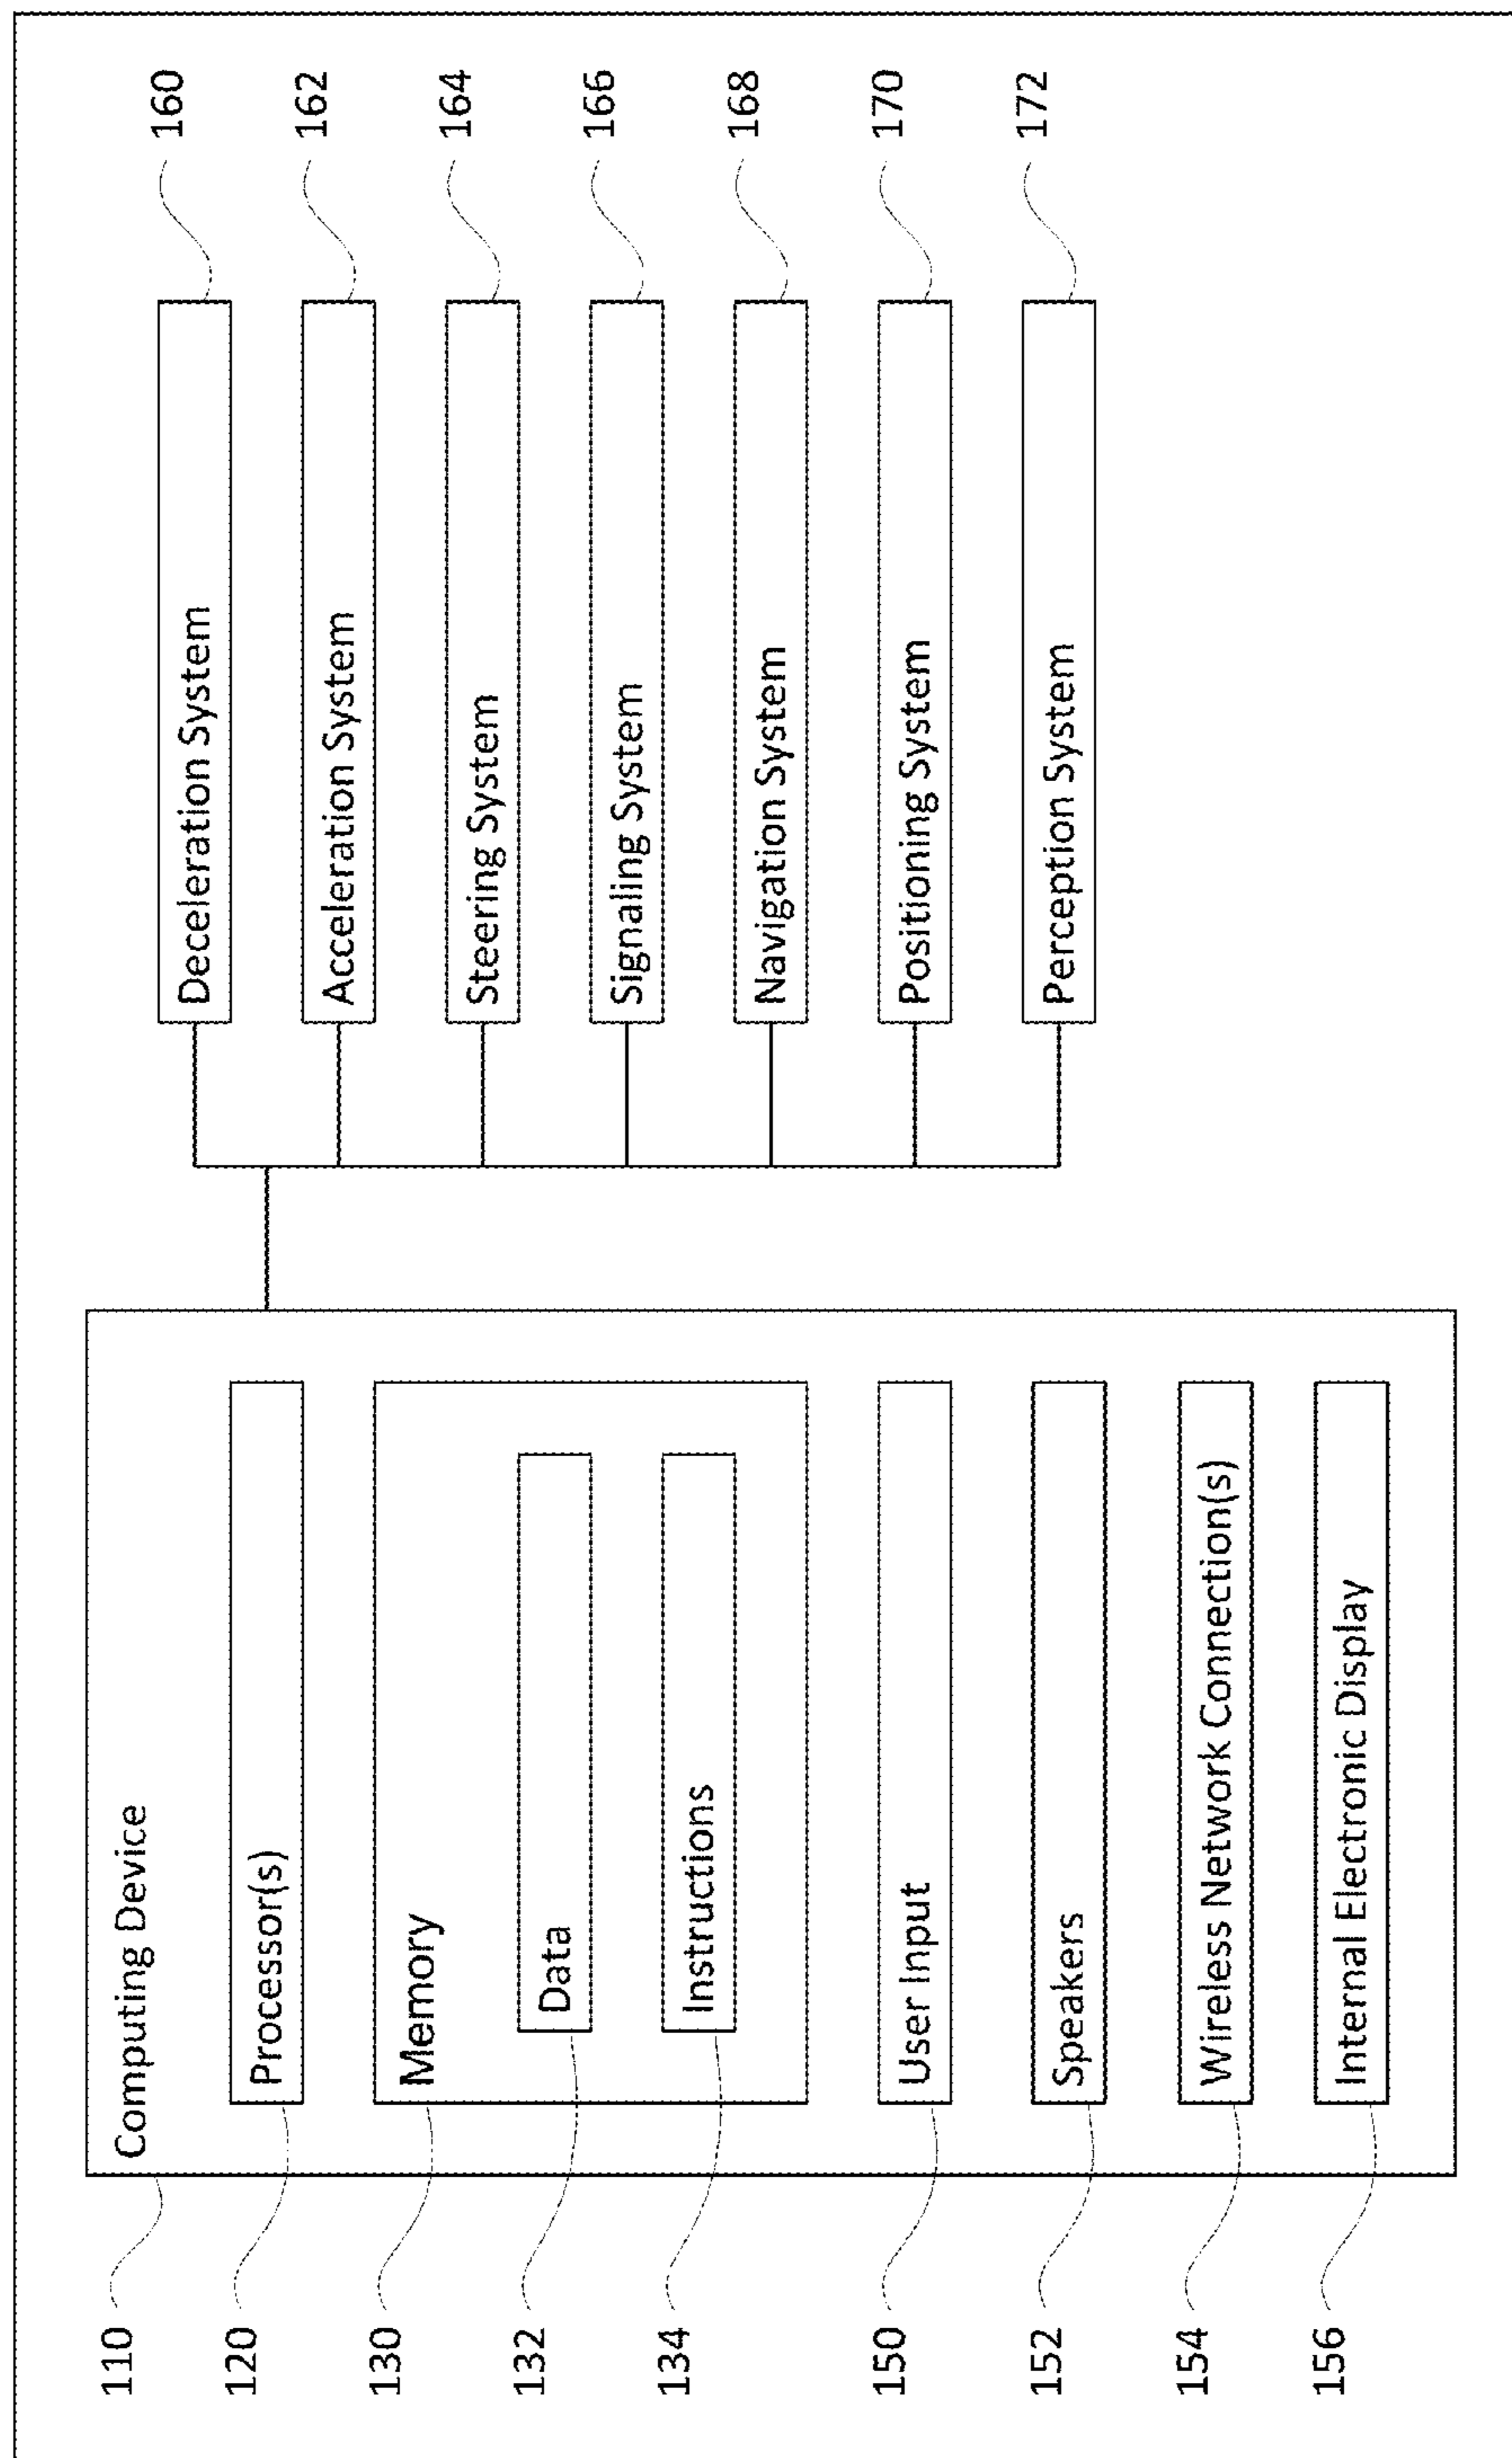 110
Computing Device
120
Processor(s)
130
Memory
132
Data
134
Instructions
150
User Input
152
Speakers
154
Wireless Network Connection(s)
156
Internal Electronic Display
Deceleration System
160
Acceleration System
162
Steering System
164
Signaling System
166
Navigation System
168
Positioning System
170
Perception System
172